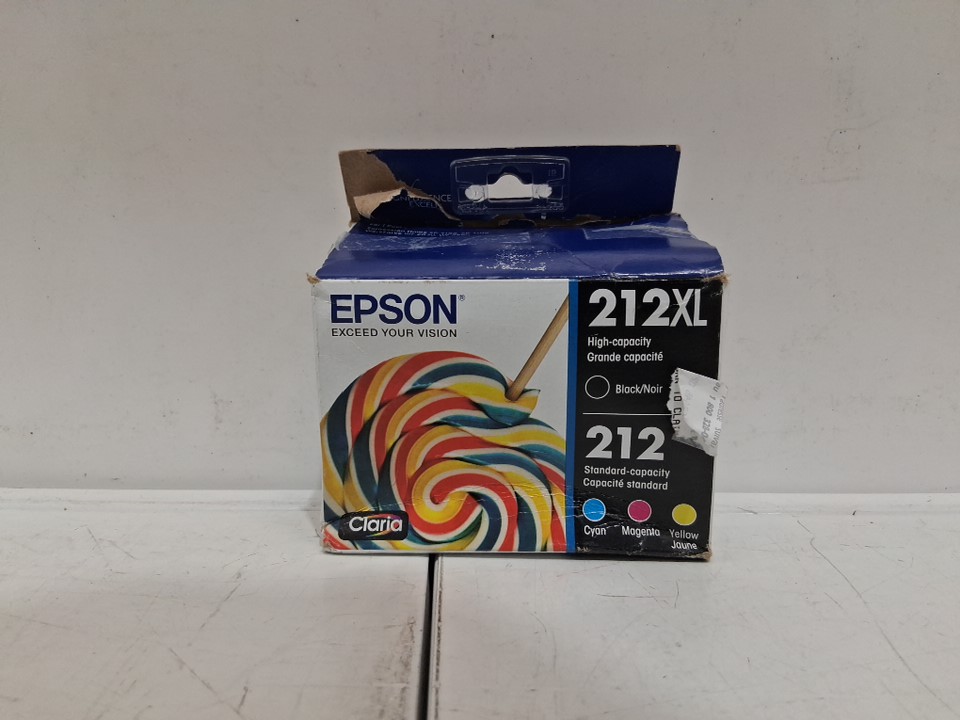 EPSON®
EXCEED YOUR VISION
Claria
212XL
High-capacity
Grande capacité
Black/Noir
212
Standard-capacity
Capacité standard
Cyan
Magenta
Yellow
Jaune